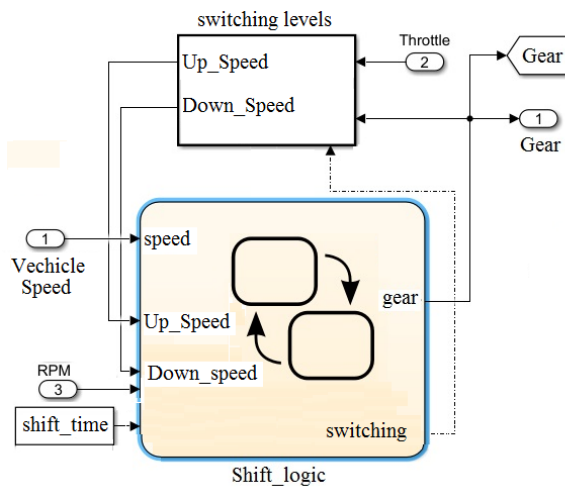 switching levels
Up_Speed
Down_Speed
Throttle
2
Gear
1
Gear
1
Vechicle
Speed
speed
gear
Up_Speed
RPM
3
Down_speed
shift_time
switching
Shift_logic